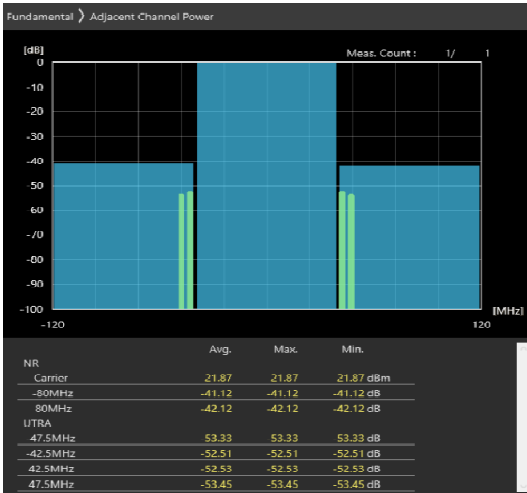 Fundamental ❯ Adjacent Channel Power
[dB] Meas. Count : 1/ 1
0
-10
-20
-30
-40
-50
-60
-70
-80
-90
-100 [MHz]
-120 120
Avg. Max. Min.
NR
Carrier 21.87 21.87 21.87 dBm
-80MHz -41.12 -41.12 -41.12 dB
80MHz -42.12 -42.12 -42.12 dB
UTRA
47.5MHz 53.33 53.33 53.33 dB
-42.5MHz -52.51 -52.51 -52.51 dB
42.5MHz -52.53 -52.53 -52.53 dB
47.5MHz -53.45 -53.45 -53.45 dB